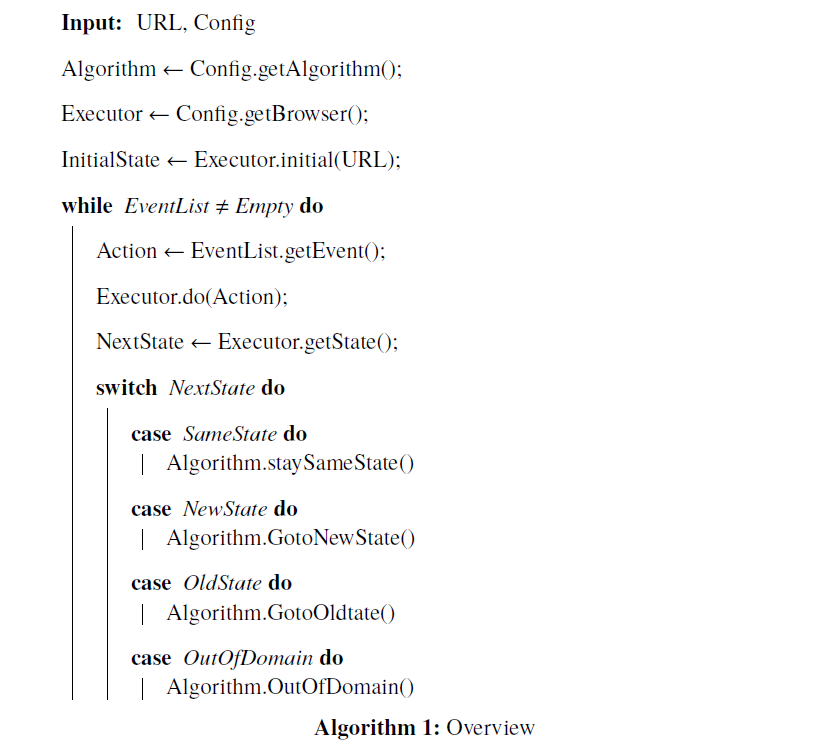 Input: URL, Config
Algorithm ← Config.getAlgorithm();
Executor ← Config.getBrowser();
InitialState ← Executor.initial(URL);
while EventList ≠ Empty do
Action ← EventList.getEvent();
Executor.do(Action);
NextState ← Executor.getState();
switch NextState do
case SameState do
Algorithm.staySameState()
case NewState do
Algorithm.GotoNewState()
case OldState do
Algorithm.GotoOldtate()
case OutOfDomain do
Algorithm.OutOfDomain()
Algorithm 1: Overview